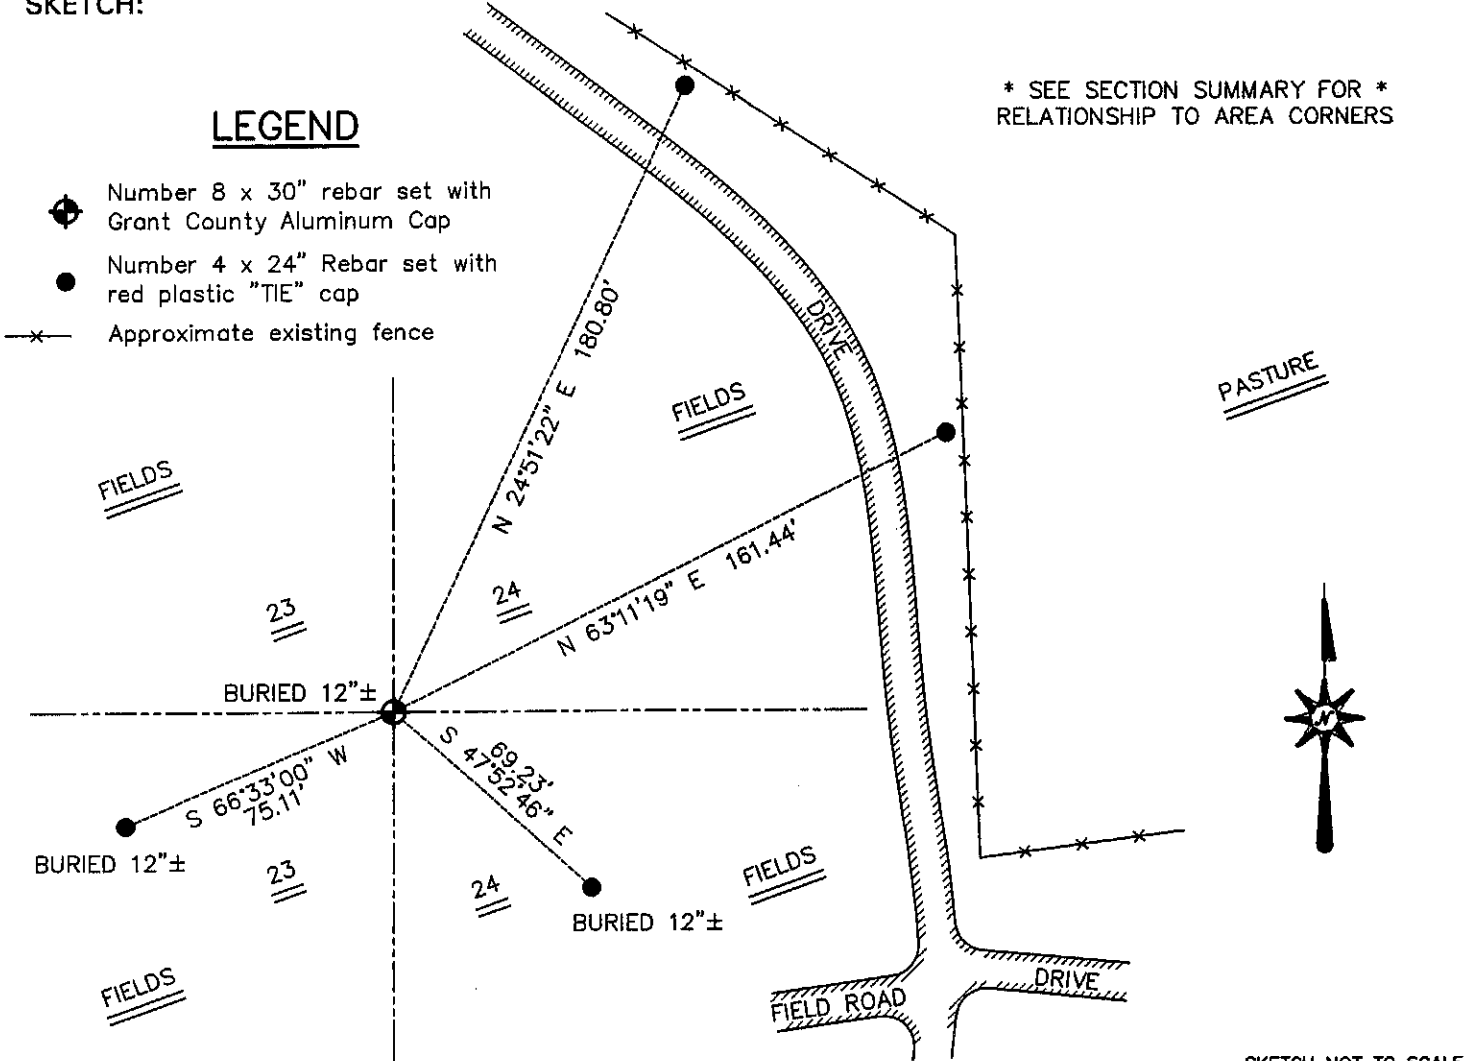 SKETCH:
* SEE SECTION SUMMARY FOR *
RELATIONSHIP TO AREA CORNERS
LEGEND
Number 8 x 30" rebar set with
Grant County Aluminum Cap
Number 4 x 24" Rebar set with
red plastic "TIE" cap
Approximate existing fence
N 24°51'22" E 180.80'
DRIVE
FIELDS
PASTURE
FIELDS
N 63°11'19" E 161.44'
24
23
BURIED 12"±
N
S 66°33'00" W
75.11'
69.23'
S 47°52'46" E
BURIED 12"±
23
24
FIELDS
BURIED 12"±
FIELDS
FIELD ROAD
DRIVE
SKETCH NOT TO SCALE